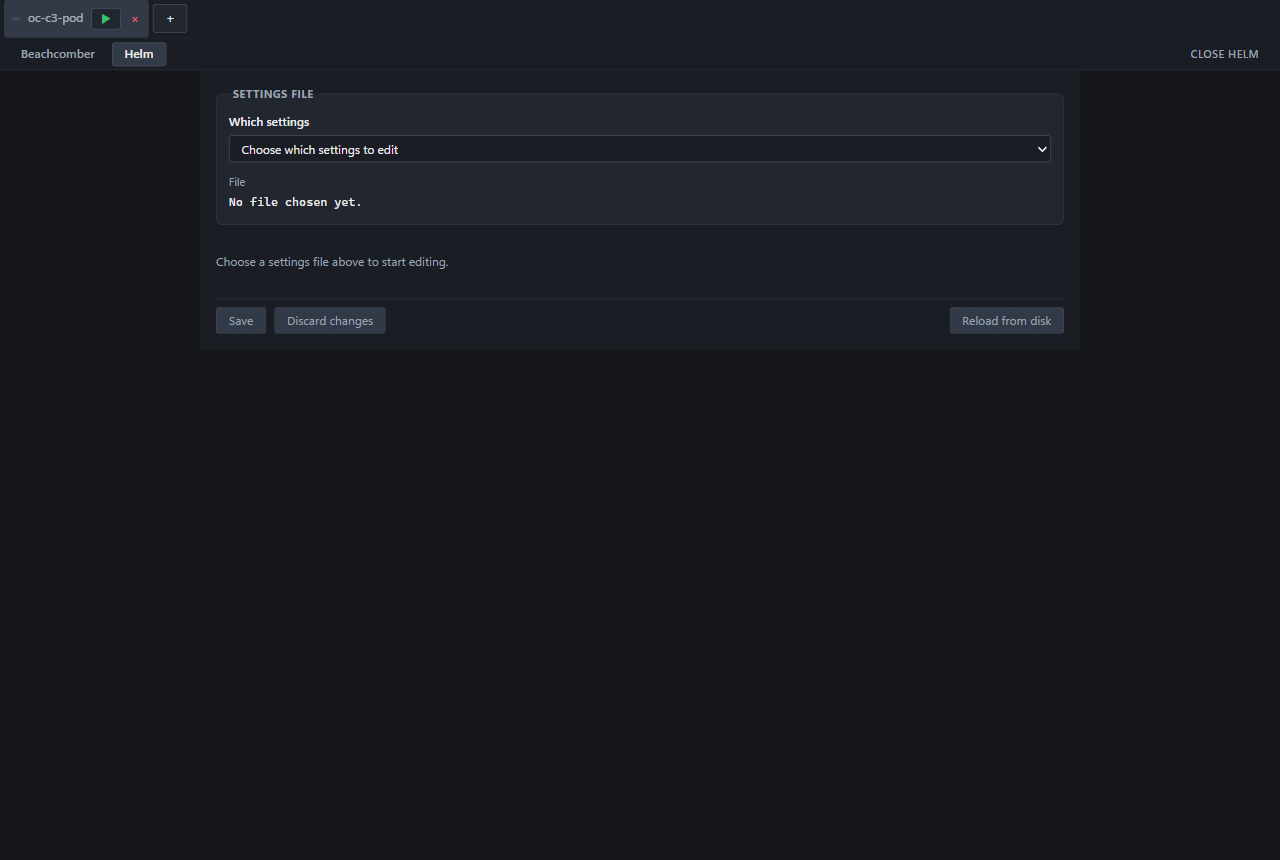 oc-c3-pod × +
Beachcomber Helm CLOSE HELM
SETTINGS FILE
Which settings
Choose which settings to edit
File
No file chosen yet.
Choose a settings file above to start editing.
Save Discard changes Reload from disk